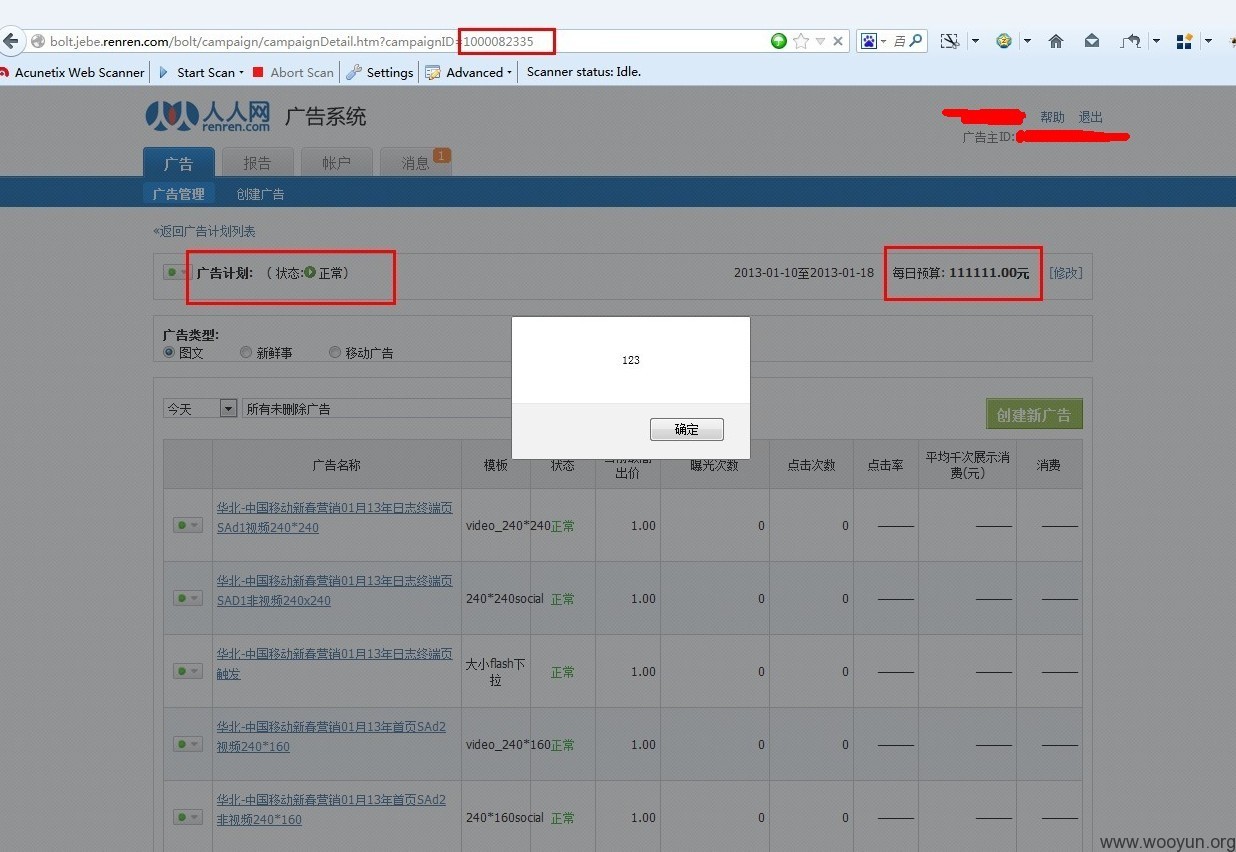 bolt.jebe.renren.com/bolt/campaign/campaignDetail.htm?campaignID=1000082335
百
Acunetix Web Scanner Start Scan Abort Scan Settings Advanced Scanner status: Idle.
人人网 renren.com 广告系统
帮助 退出
广告主ID:
广告 报告 帐户 消息 1
广告管理 创建广告
«返回广告计划列表
广告计划: (状态: 正常) 2013-01-10至2013-01-18 每日预算: 111111.00元 [修改]
广告类型:
图文 新鲜事 移动广告
123
确定
今天 所有未删除广告 创建新广告
广告名称 模板 状态 出价 曝光次数 点击次数 点击率 平均千次展示消费(元) 消费
华北-中国移动新春营销01月13年日志终端页
SAd1视频240*240 video_240*240 正常 1.00 0 0
华北-中国移动新春营销01月13年日志终端页
SAD1非视频240x240 240*240social 正常 1.00 0 0
华北-中国移动新春营销01月13年日志终端页
触发 大小flash下拉 正常 1.00 0 0
华北-中国移动新春营销01月13年首页SAd2
视频240*160 video_240*160 正常 1.00 0 0
华北-中国移动新春营销01月13年首页SAd2
非视频240*160 240*160social 正常 1.00 0 0
www.wooyun.org